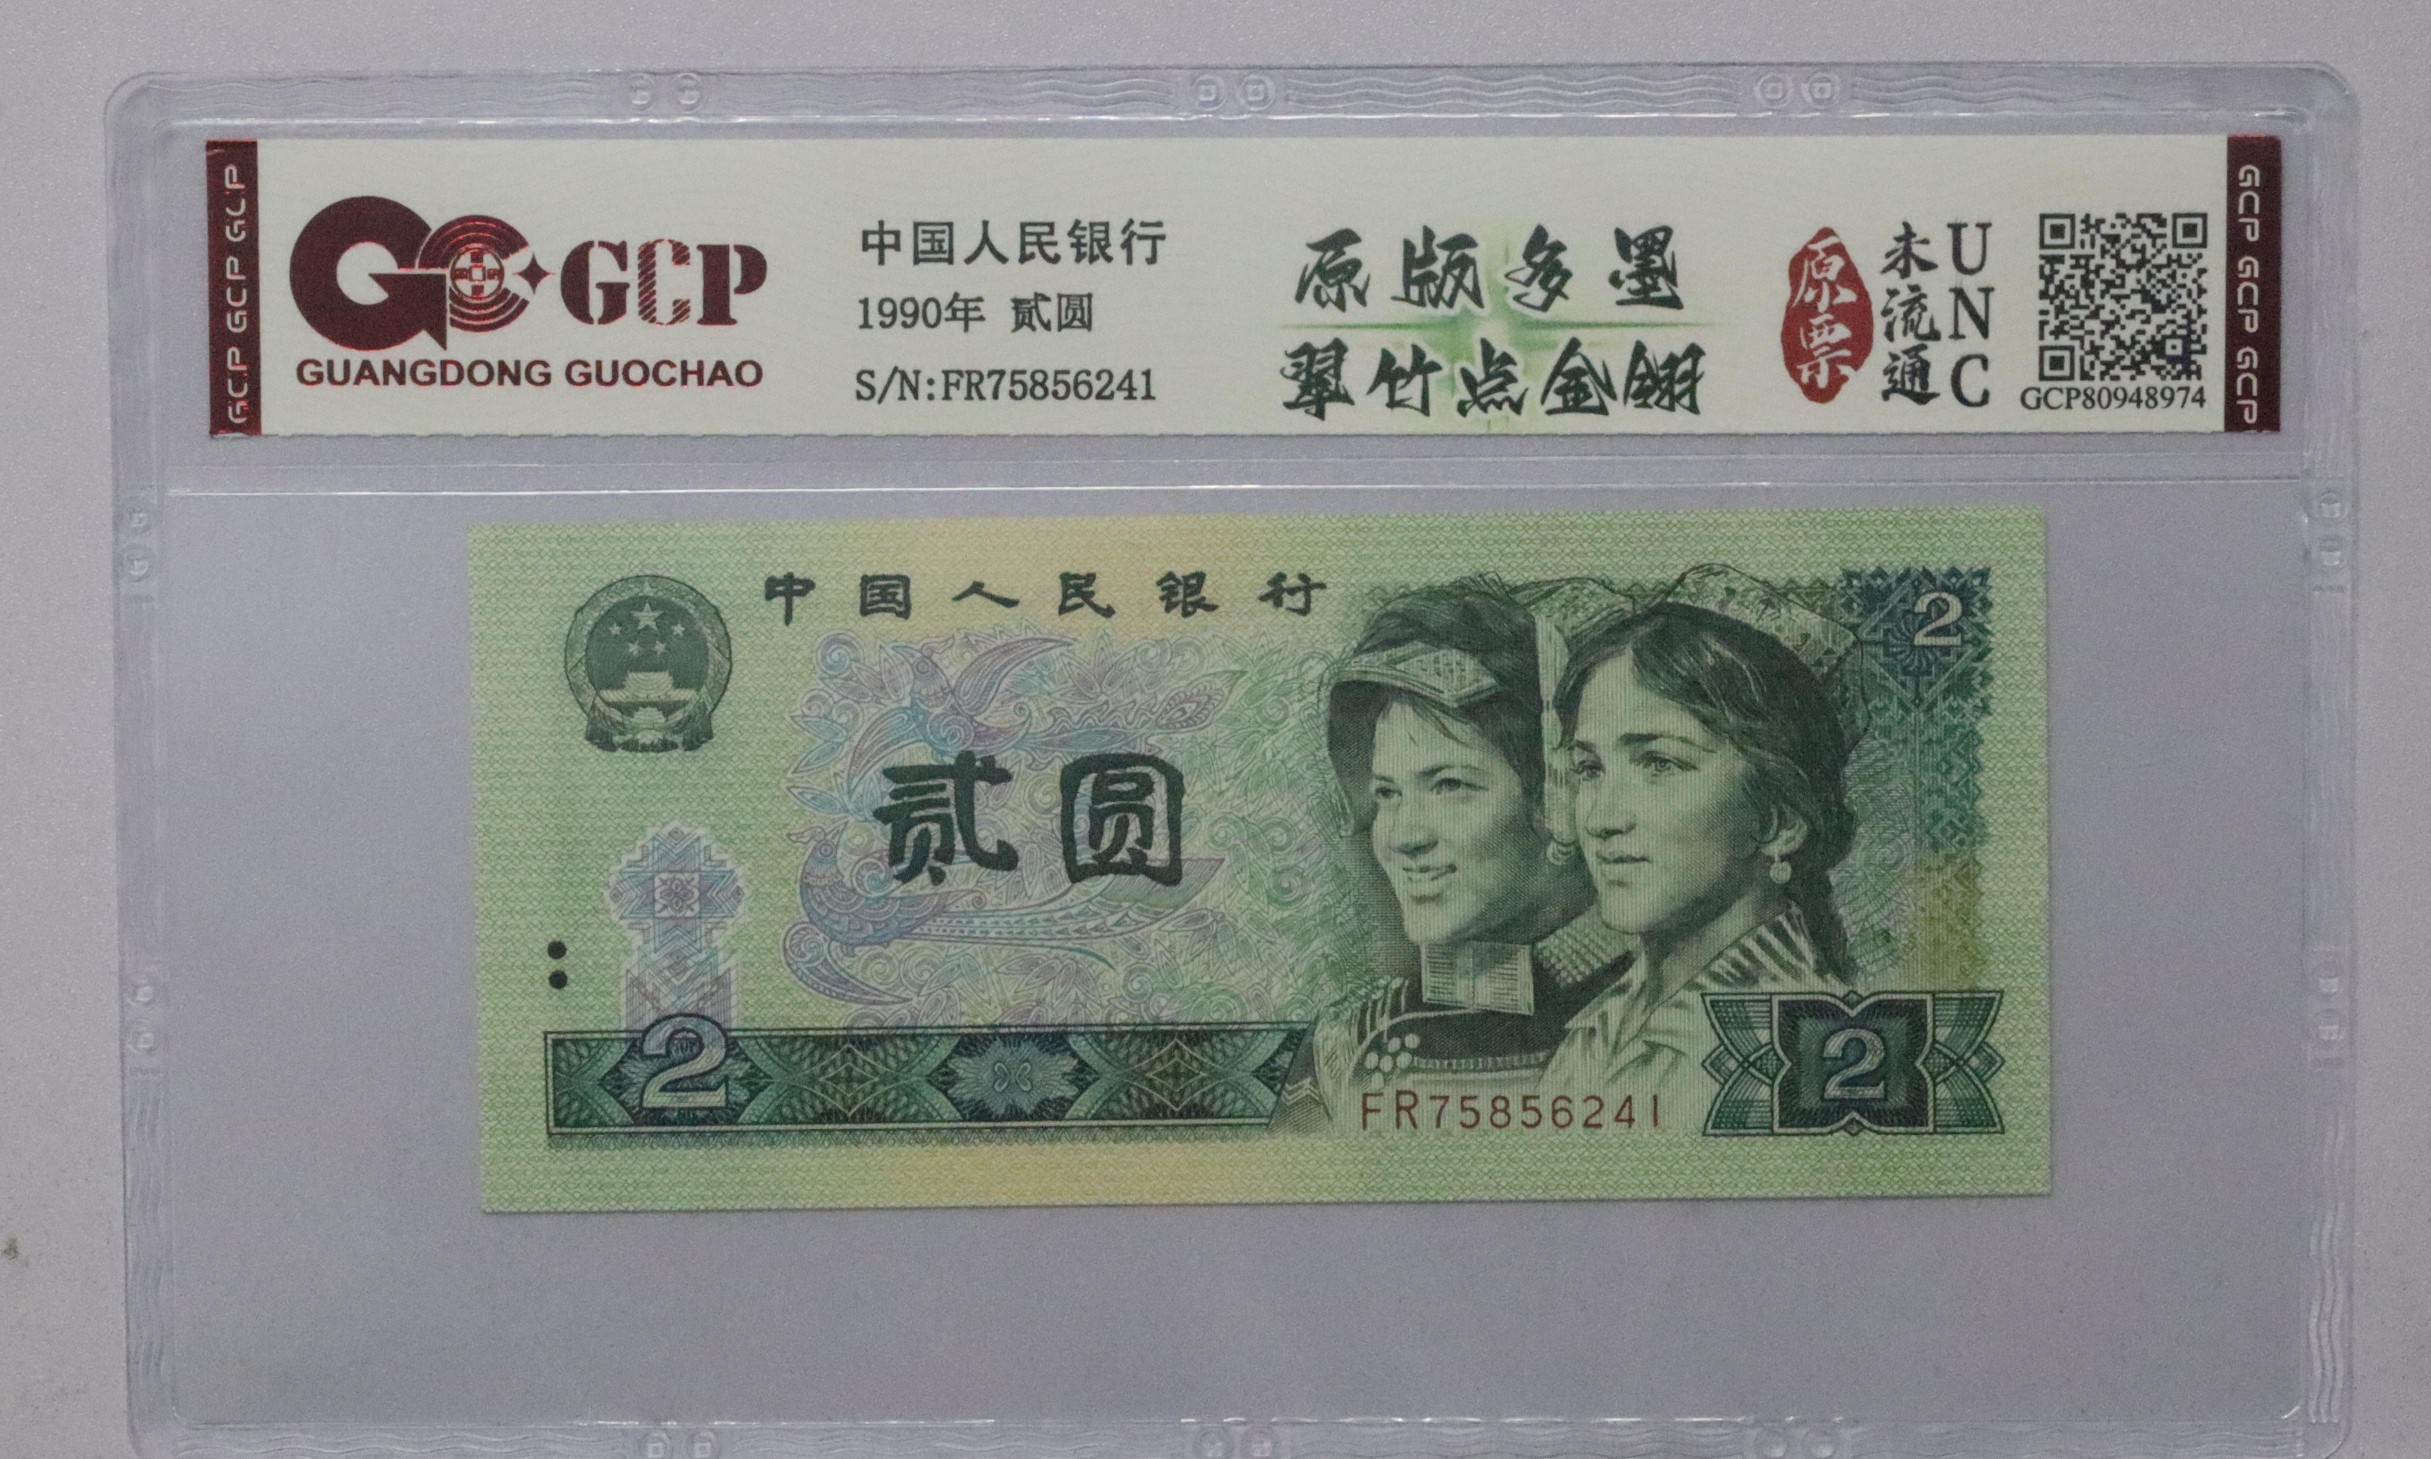 GCP GCP GCP
GCP
GUANGDONG GUOCHAO
中国人民银行
1990年 贰圆
S/N:FR75856241
原版多墨
翠竹点金翎
原票
未流通
UNC
GCP80948974
GCP GCP GCP
中国人民银行
2
贰圆
2
FR75856241
2